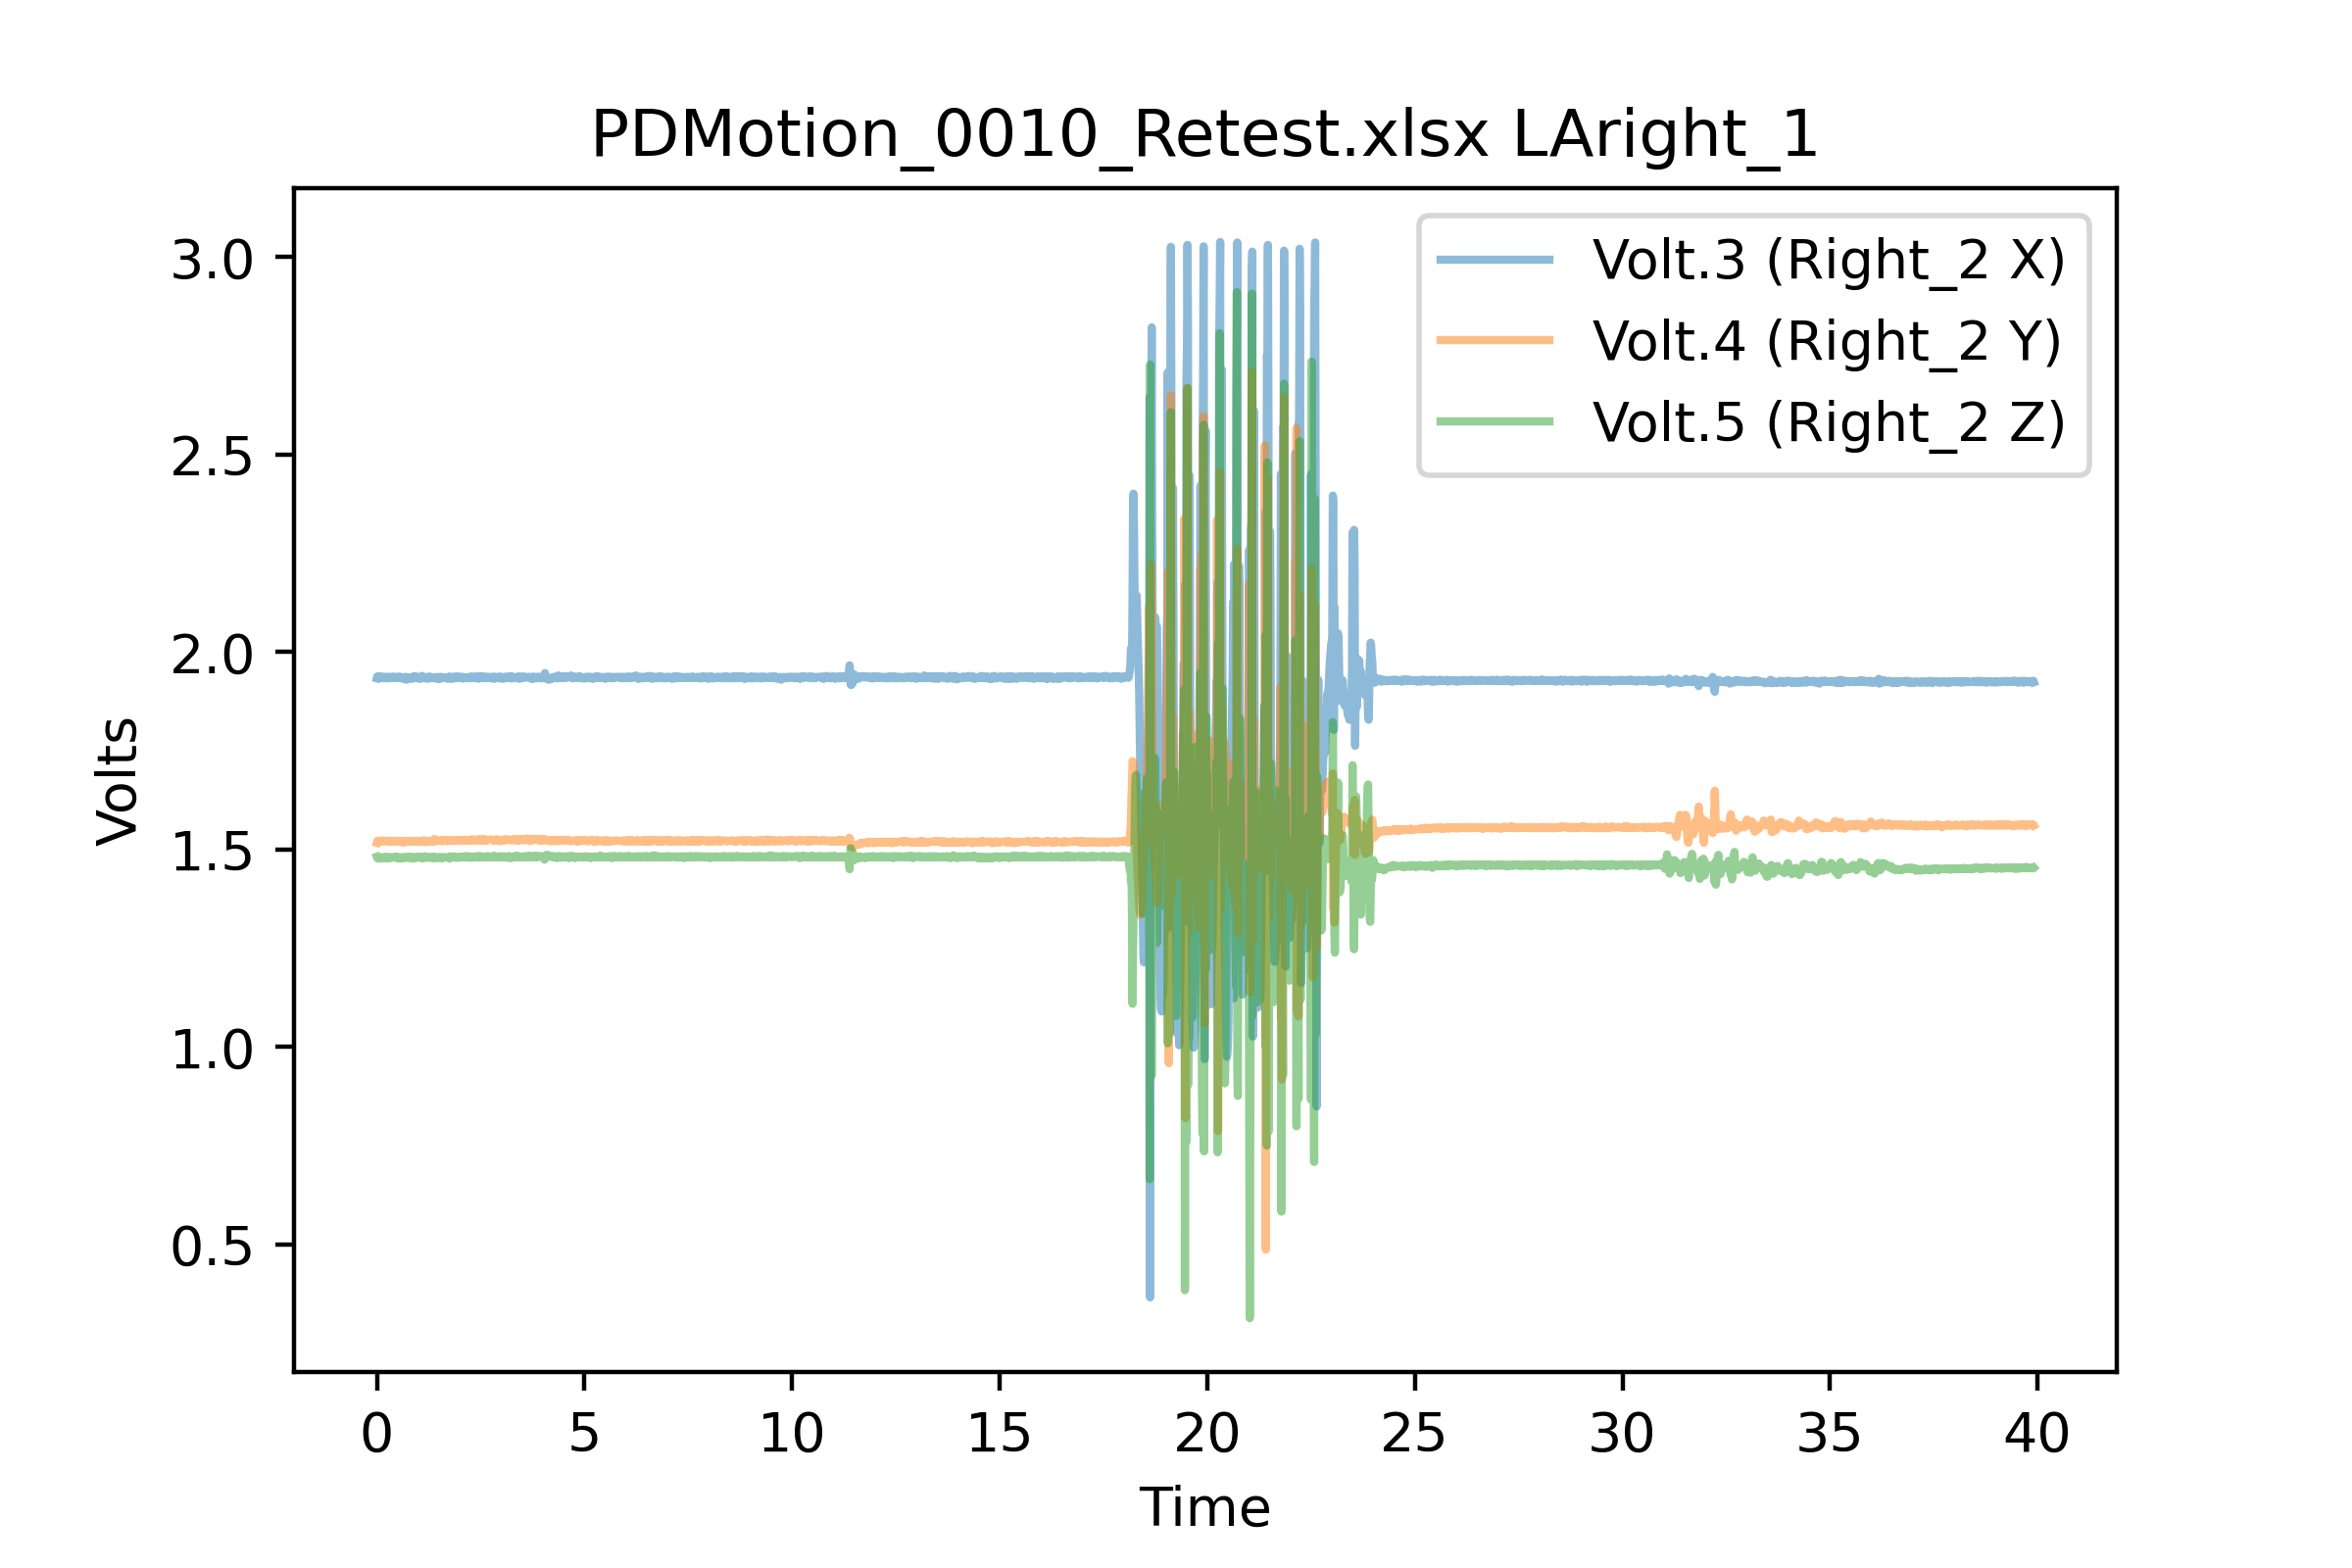 PDMotion_0010_Retest.xlsx LAright_1
Volt.3 (Right_2 X)
Volt.4 (Right_2 Y)
Volt.5 (Right_2 Z)
3.0
2.5
2.0
1.5
1.0
0.5
Volts
0 5 10 15 20 25 30 35 40
Time